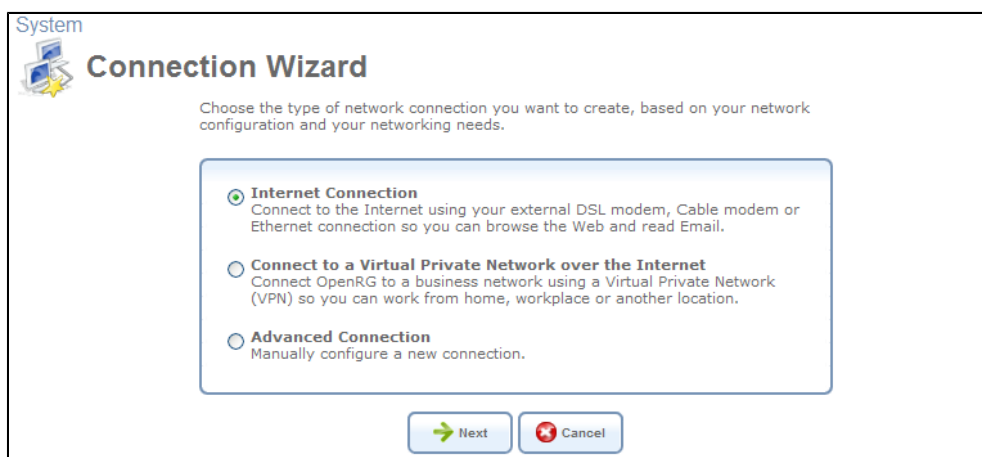 System
Connection Wizard
Choose the type of network connection you want to create, based on your network
configuration and your networking needs.
Internet Connection
Connect to the Internet using your external DSL modem, Cable modem or
Ethernet connection so you can browse the Web and read Email.
Connect to a Virtual Private Network over the Internet
Connect OpenRG to a business network using a Virtual Private Network
(VPN) so you can work from home, workplace or another location.
Advanced Connection
Manually configure a new connection.
Next
Cancel